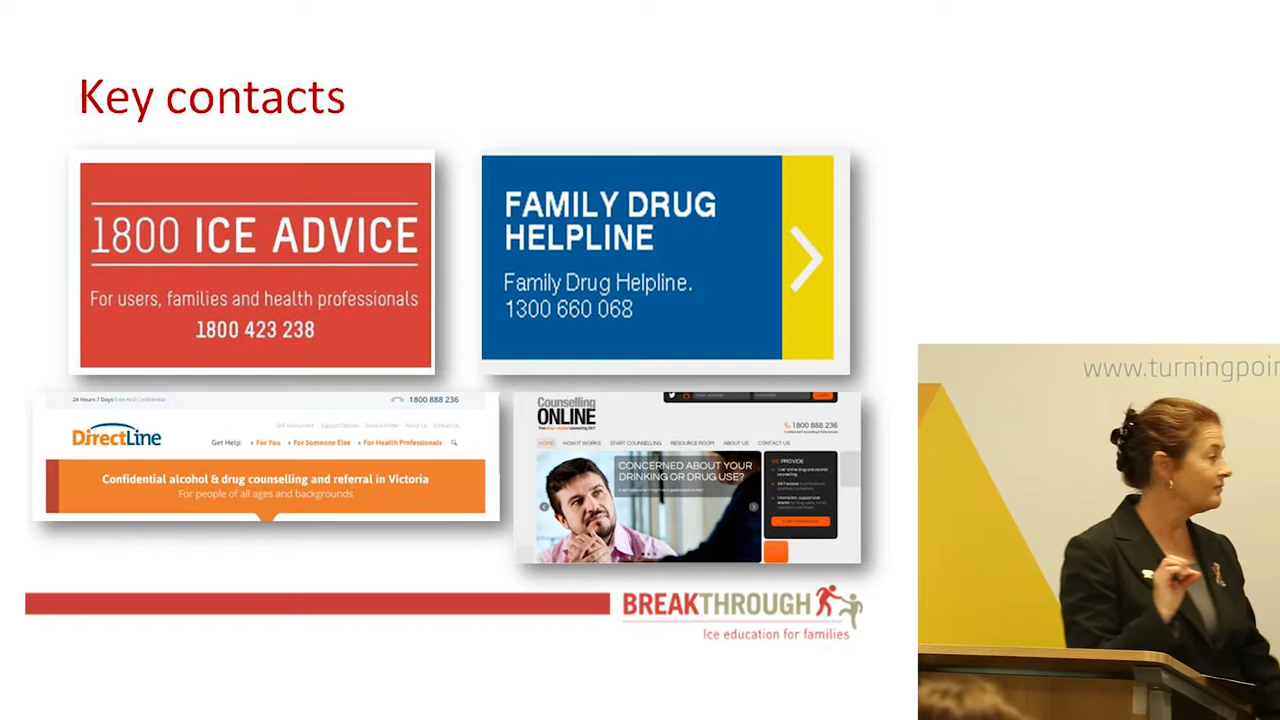 Key contacts
1800 ICE ADVICE
For users, families and health professionals
1800 423 238
FAMILY DRUG
HELPLINE
Family Drug Helpline.
1300 660 068
24 Hours 7 Days Free And Confidential
1800 888 236
DirectLine
Self Assessment Support Options Service Finder About Us Contact Us
Get Help: For You For Someone Else For Health Professionals
Confidential alcohol & drug counselling and referral in Victoria
For people of all ages and backgrounds
Counselling
ONLINE
1800 888 236
HOME HOW IT WORKS START COUNSELLING RESOURCE ROOM ABOUT US CONTACT US
CONCERNED ABOUT YOUR
DRINKING OR DRUG USE?
WE PROVIDE
BREAKTHROUGH
Ice education for families
www.turningpoin